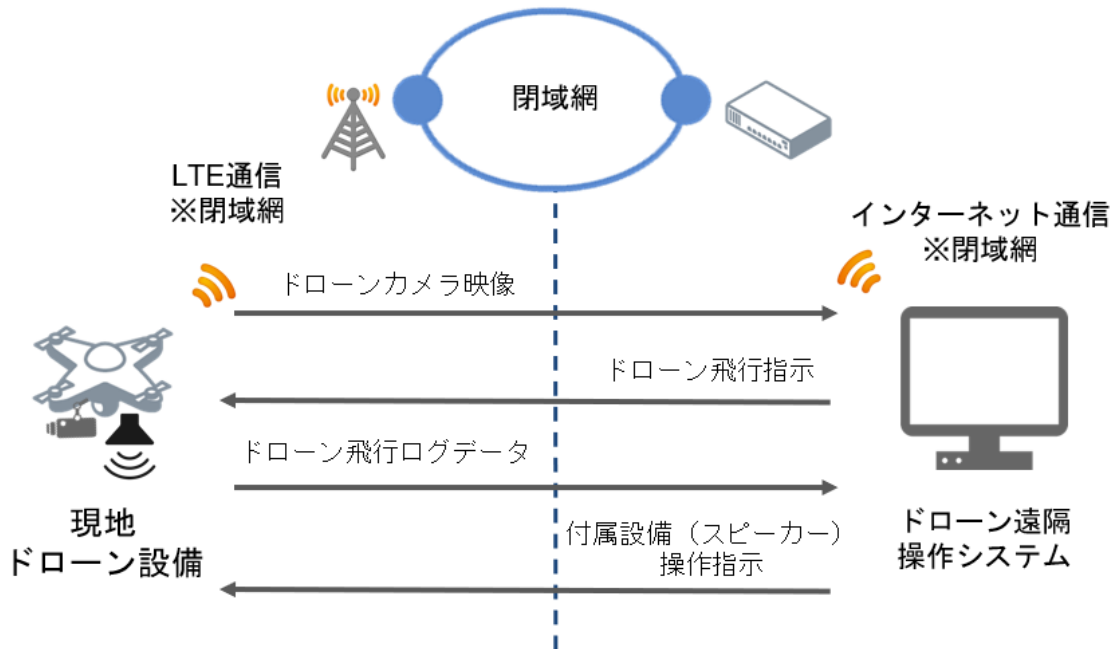 閉域網
LTE通信
※閉域網
インターネット通信
※閉域網
ドローンカメラ映像
ドローン飛行指示
ドローン飛行ログデータ
付属設備（スピーカー）
操作指示
現地
ドローン設備
ドローン遠隔
操作システム